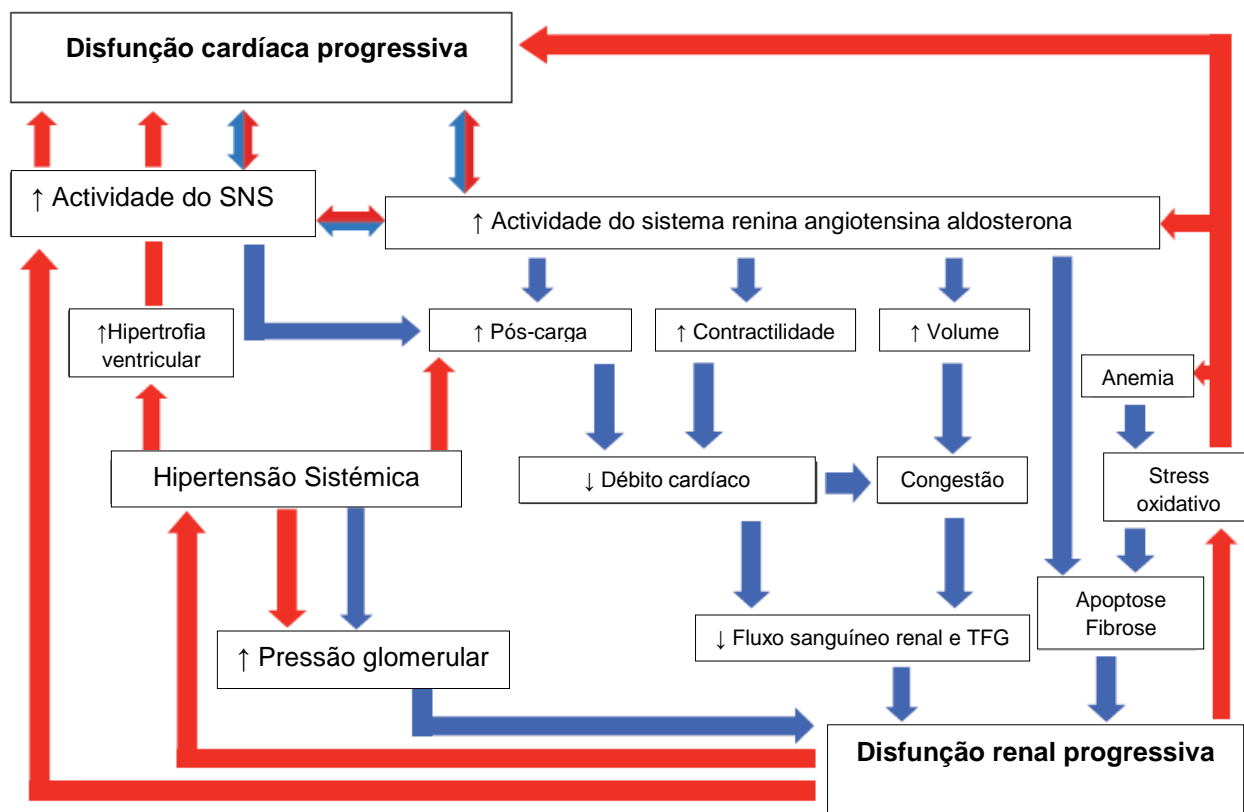 Disfunção cardíaca progressiva
↑ Actividade do SNS
↑ Actividade do sistema renina angiotensina aldosterona
↑Hipertrofia
ventricular
↑ Pós-carga
↑ Contractilidade
↑ Volume
Anemia
Hipertensão Sistémica
↓ Débito cardíaco
Congestão
Stress
oxidativo
Apoptose
Fibrose
↑ Pressão glomerular
↓ Fluxo sanguíneo renal e TFG
Disfunção renal progressiva